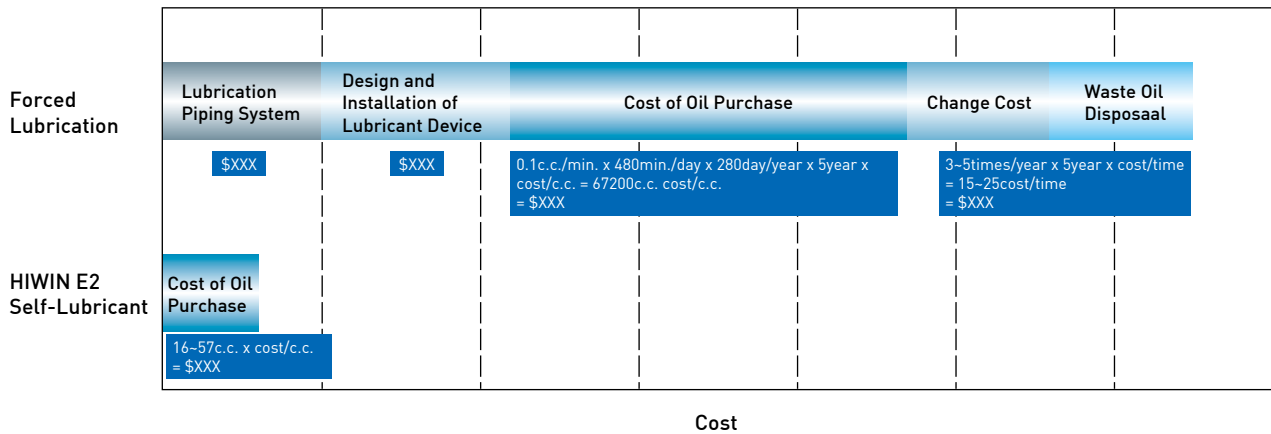 Forced
Lubrication
Lubrication
Piping System
Design and
Installation of
Lubricant Device
Cost of Oil Purchase
Change Cost
Waste Oil
Disposaal
$XXX
$XXX
0.1c.c./min. x 480min./day x 280day/year x 5year x
cost/c.c. = 67200c.c. cost/c.c.
= $XXX
3~5times/year x 5year x cost/time
= 15~25cost/time
= $XXX
HIWIN E2
Self-Lubricant
Cost of Oil
Purchase
16~57c.c. x cost/c.c.
= $XXX
Cost